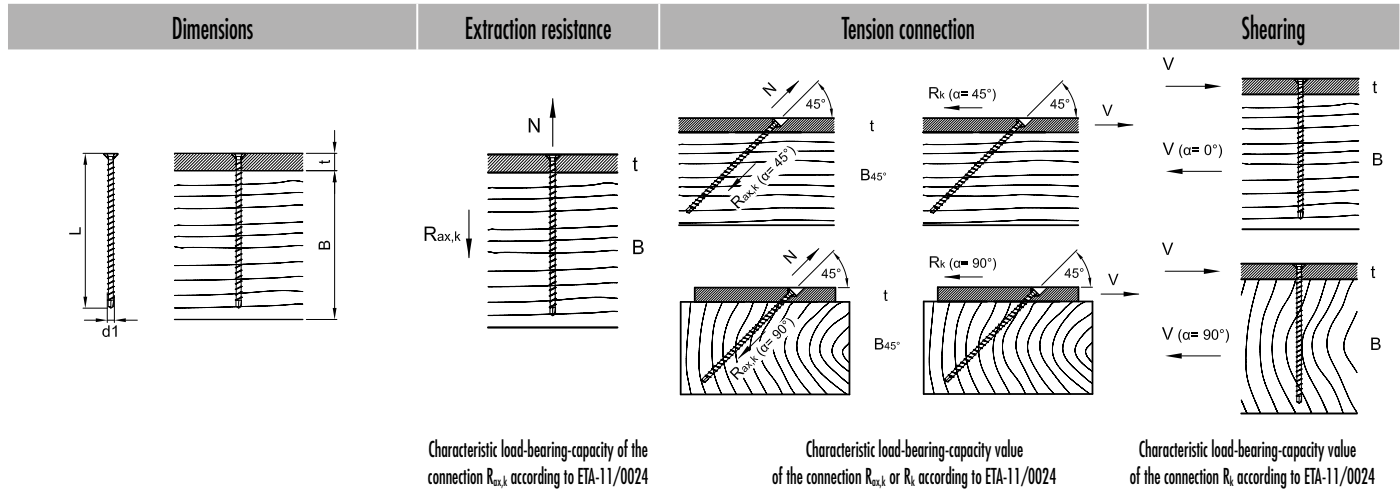 Dimensions
Extraction resistance
Tension connection
Shearing
L
d1
t
B
N
Rax,k
t
B
N
45°
Rax,k (α= 45°)
t
B45°
Rk (α= 45°)
45°
V
N
45°
Rax,k (α= 90°)
t
B45°
Rk (α= 90°)
45°
V
V
V (α= 0°)
t
B
V
V (α= 90°)
t
B
Characteristic load-bearing-capacity of the
connection Rax,k according to ETA-11/0024
Characteristic load-bearing-capacity value
of the connection Rax,k or Rk according to ETA-11/0024
Characteristic load-bearing-capacity value
of the connection Rk according to ETA-11/0024